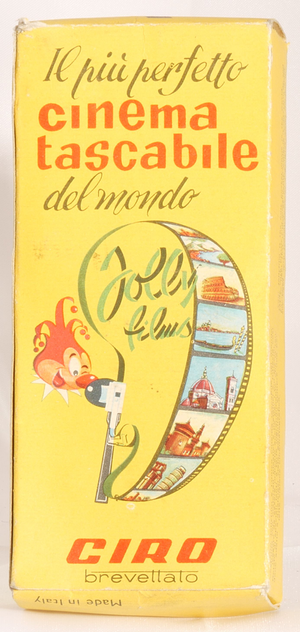 Il più perfetto
cinema
tascabile
del mondo
Jolly
films
CIRO
brevettato
Made in Italy